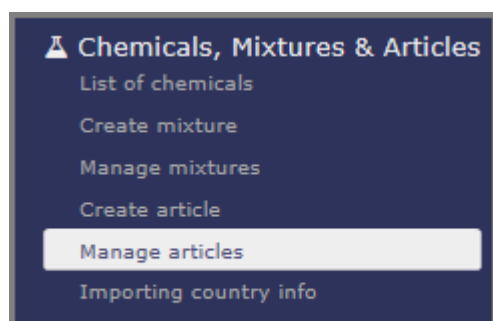 Chemicals, Mixtures & Articles
List of chemicals
Create mixture
Manage mixtures
Create article
Manage articles
Importing country info